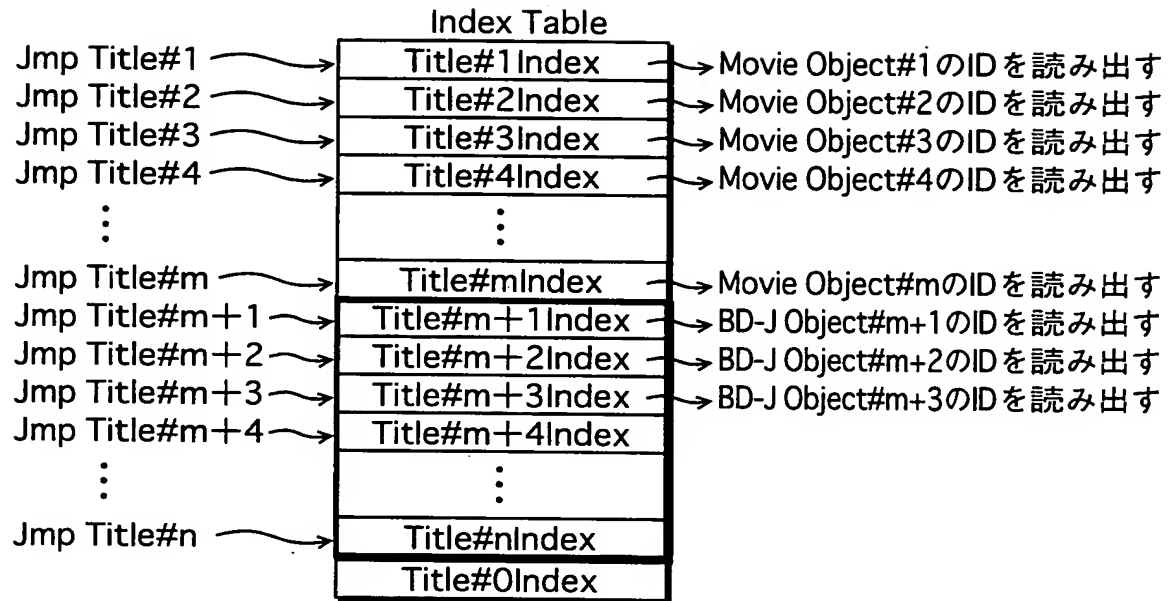 Index Table
Jmp Title#1 Title#1Index Movie Object#1のIDを読み出す
Jmp Title#2 Title#2Index Movie Object#2のIDを読み出す
Jmp Title#3 Title#3Index Movie Object#3のIDを読み出す
Jmp Title#4 Title#4Index Movie Object#4のIDを読み出す
⋮ ⋮
Jmp Title#m Title#mIndex Movie Object#mのIDを読み出す
Jmp Title#m+1 Title#m+1Index BD-J Object#m+1のIDを読み出す
Jmp Title#m+2 Title#m+2Index BD-J Object#m+2のIDを読み出す
Jmp Title#m+3 Title#m+3Index BD-J Object#m+3のIDを読み出す
Jmp Title#m+4 Title#m+4Index
⋮ ⋮
Jmp Title#n Title#nIndex
Title#0Index